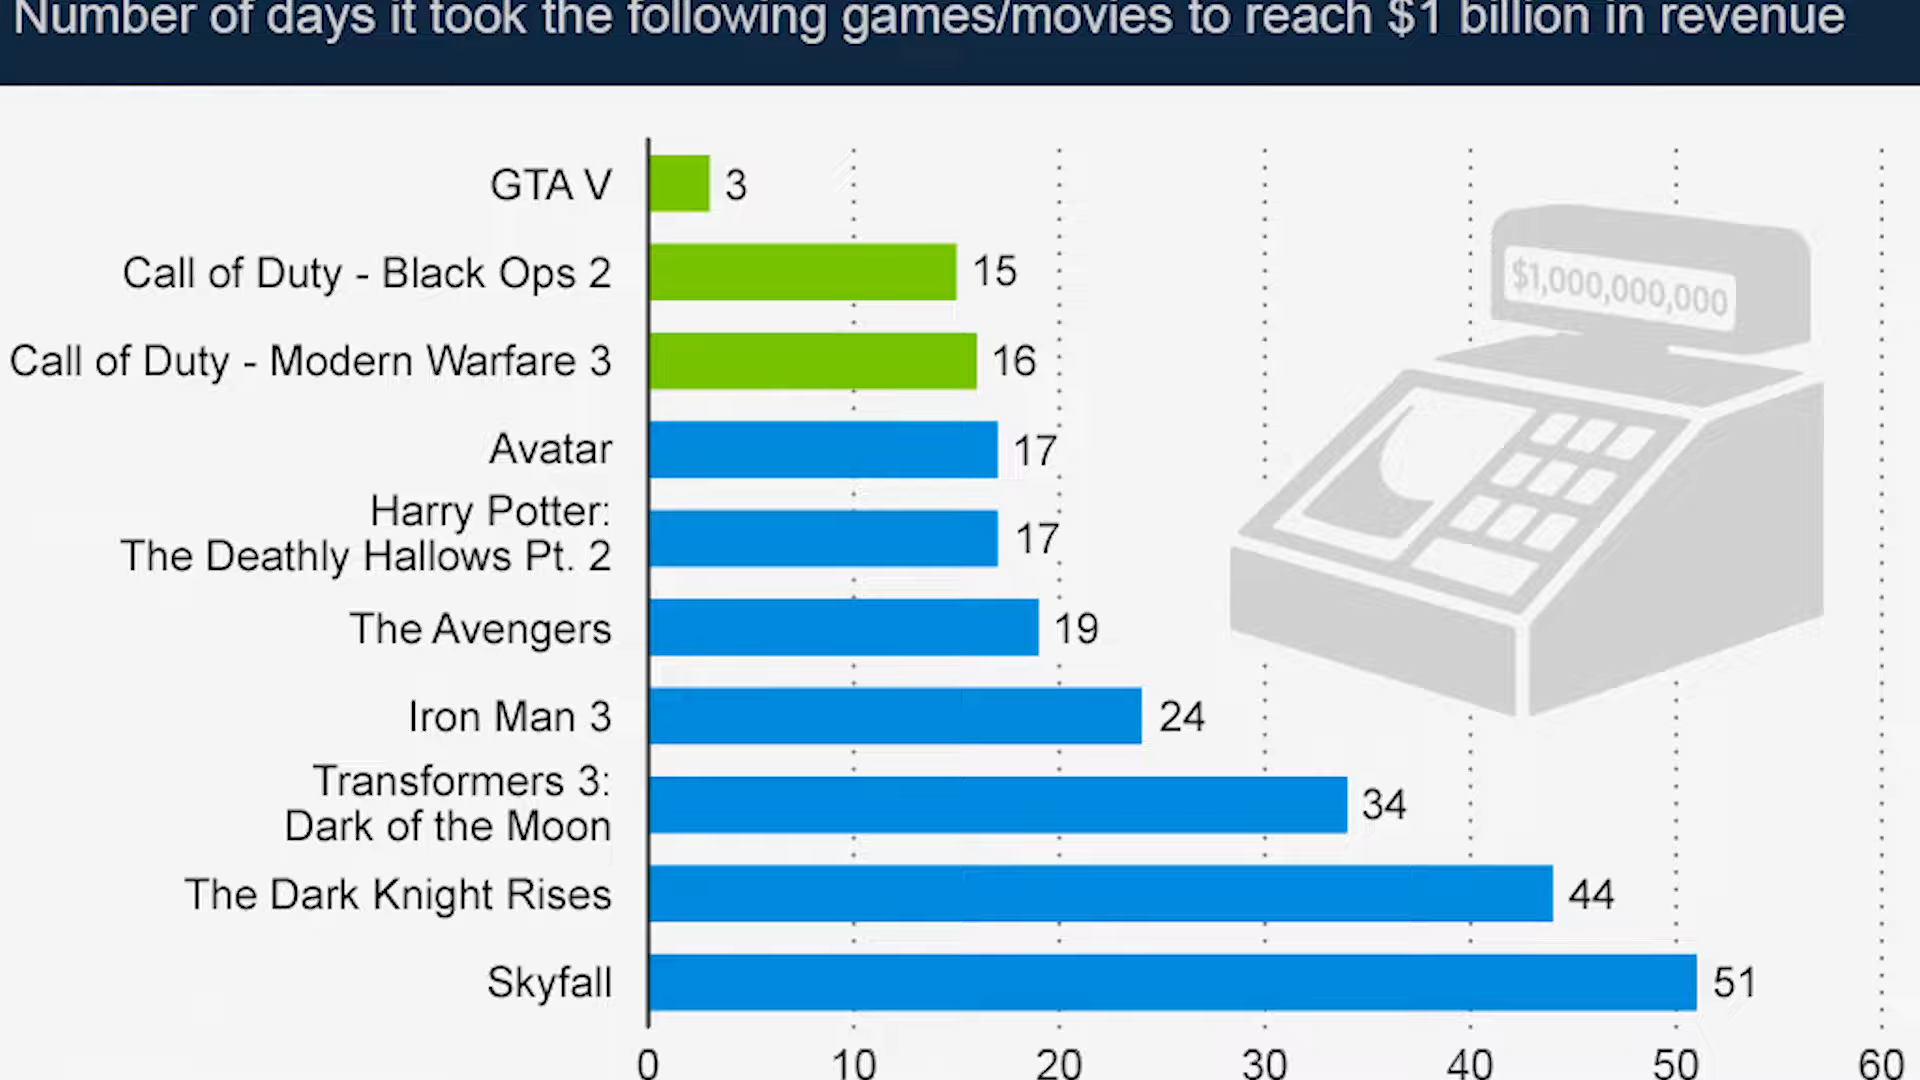 Number of days it took the following games/movies to reach $1 billion in revenue
GTA V 3
Call of Duty - Black Ops 2 15
Call of Duty - Modern Warfare 3 16
Avatar 17
Harry Potter:
The Deathly Hallows Pt. 2 17
The Avengers 19
Iron Man 3 24
Transformers 3:
Dark of the Moon 34
The Dark Knight Rises 44
Skyfall 51
0 10 20 30 40 50 60
$1,000,000,000